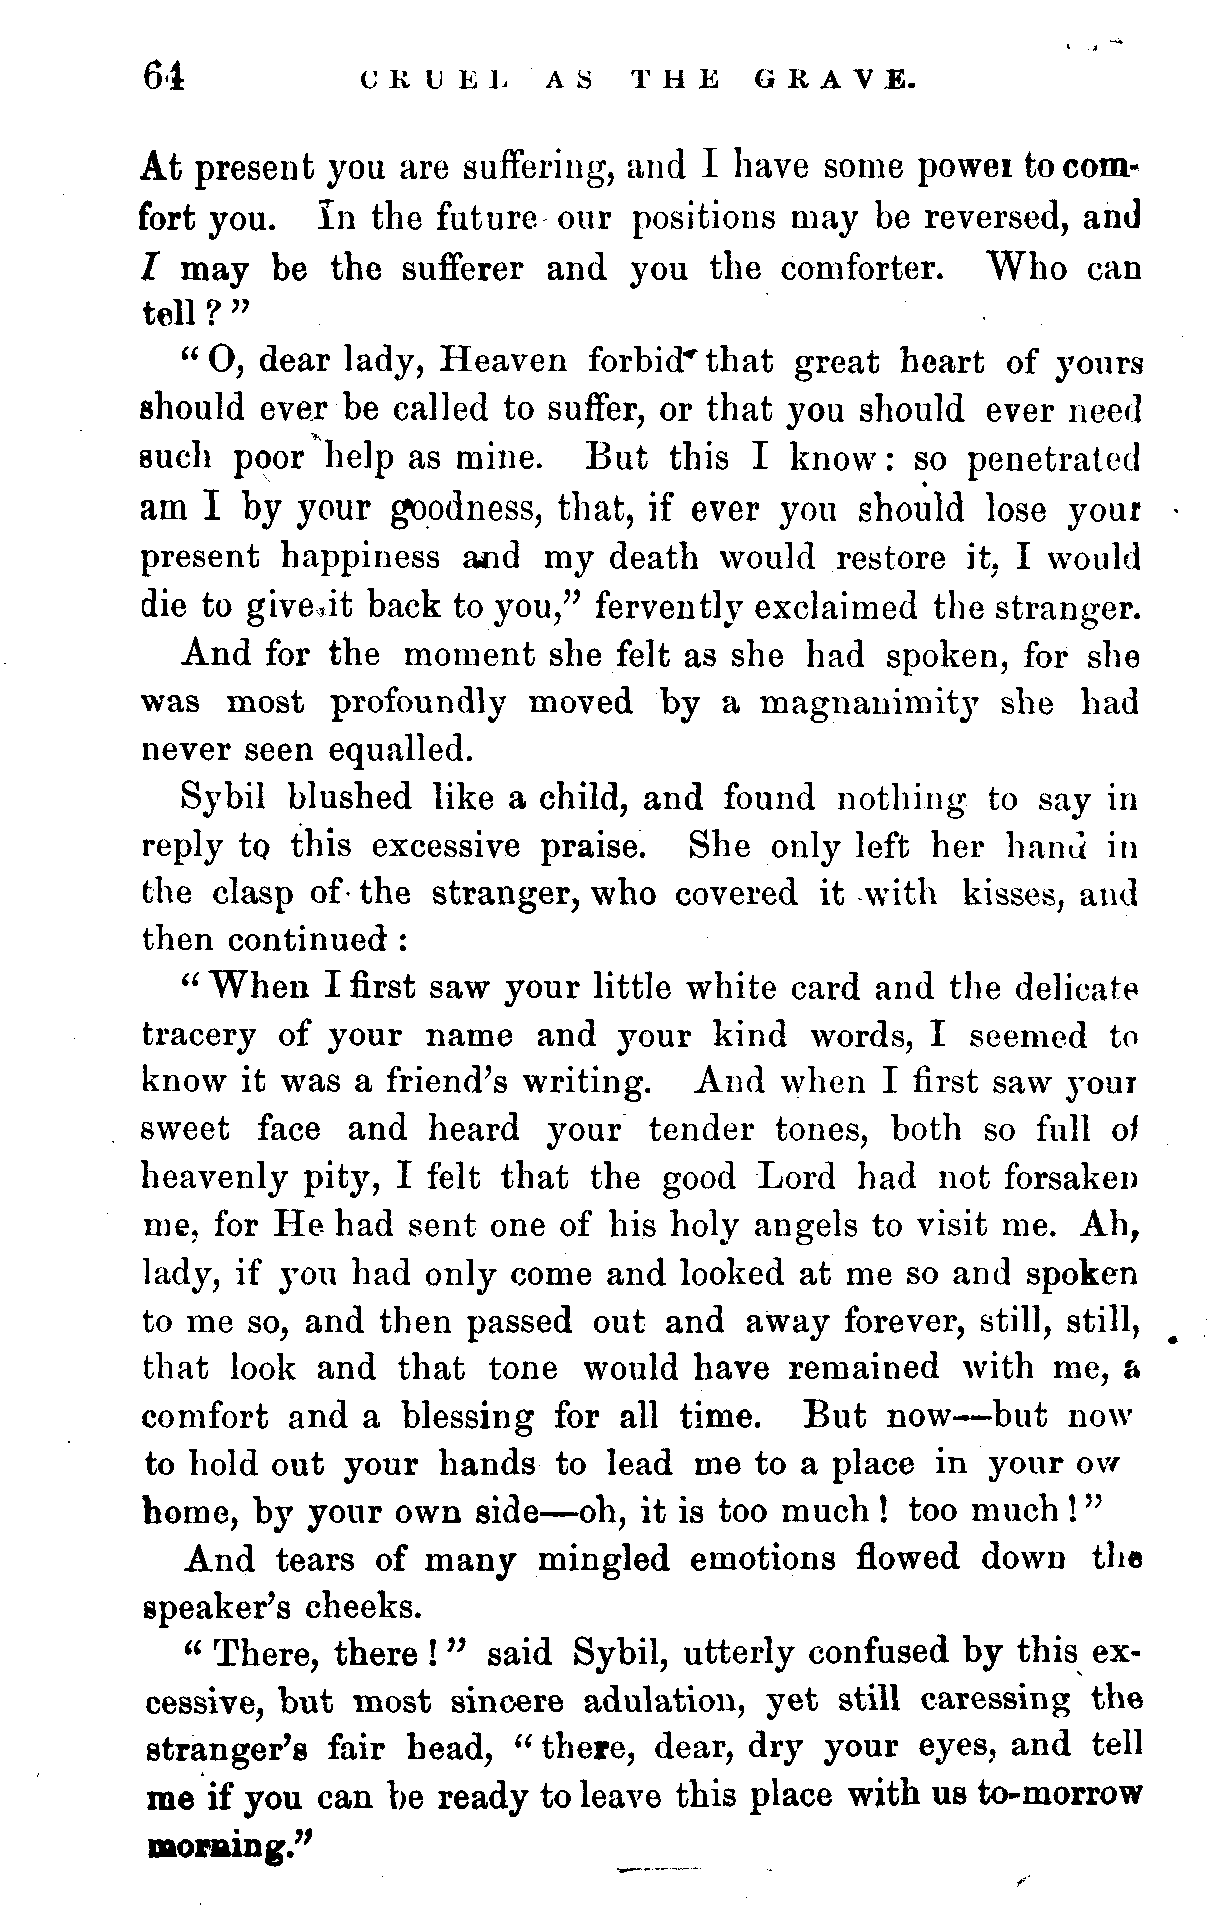 64 CRUEL AS THE GRAVE.
At present you are suffering, and I have some power to com-
fort you. In the future our positions may be reversed, and
I may be the sufferer and you the comforter. Who can
tell?"
"O, dear lady, Heaven forbid that great heart of yours
should ever be called to suffer, or that you should ever need
such poor help as mine. But this I know: so penetrated
am I by your goodness, that, if ever you should lose your
present happiness and my death would restore it, I would
die to give it back to you," fervently exclaimed the stranger.
And for the moment she felt as she had spoken, for she
was most profoundly moved by a magnanimity she had
never seen equalled.
Sybil blushed like a child, and found nothing to say in
reply to this excessive praise. She only left her hand in
the clasp of the stranger, who covered it with kisses, and
then continued:
"When I first saw your little white card and the delicate
tracery of your name and your kind words, I seemed to
know it was a friend's writing. And when I first saw your
sweet face and heard your tender tones, both so full of
heavenly pity, I felt that the good Lord had not forsaken
me, for He had sent one of his holy angels to visit me. Ah,
lady, if you had only come and looked at me so and spoken
to me so, and then passed out and away forever, still, still,
that look and that tone would have remained with me, a
comfort and a blessing for all time. But now—but now
to hold out your hands to lead me to a place in your ow
home, by your own side—oh, it is too much! too much!"
And tears of many mingled emotions flowed down the
speaker's cheeks.
"There, there!" said Sybil, utterly confused by this ex-
cessive, but most sincere adulation, yet still caressing the
stranger's fair head, "there, dear, dry your eyes, and tell
me if you can be ready to leave this place with us to-morrow
morning."